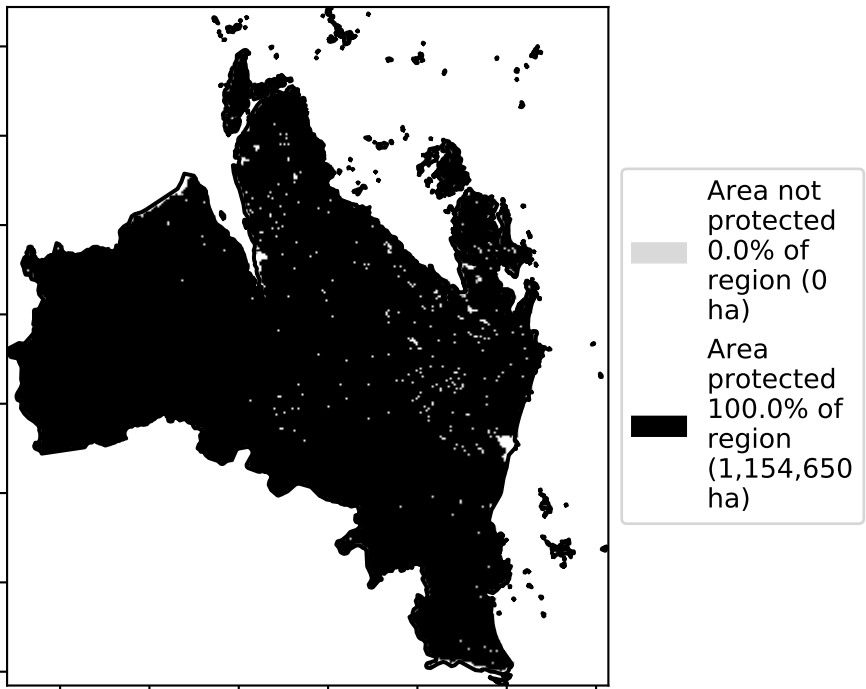 Area not
protected
0.0% of
region (0
ha)
Area
protected
100.0% of
region
(1,154,650
ha)